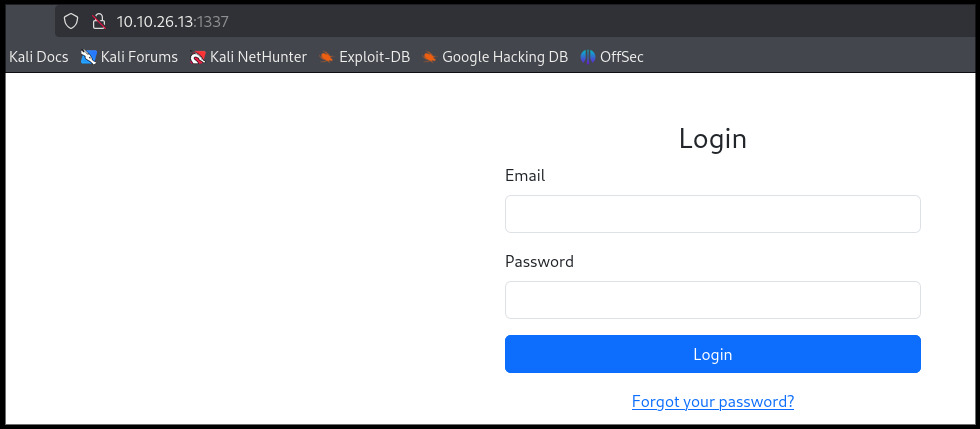 10.10.26.13:1337
Kali Docs Kali Forums Kali NetHunter Exploit-DB Google Hacking DB OffSec
Login
Email
Password
Login
Forgot your password?